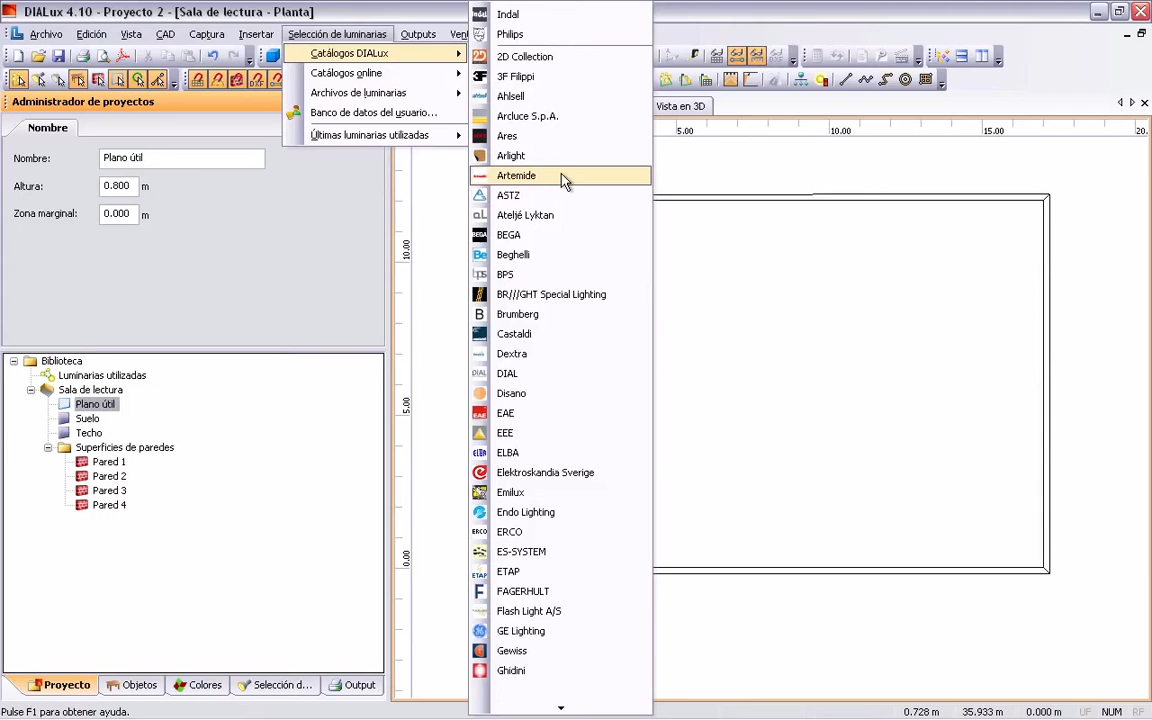 DIALux 4.10 - Proyecto 2 - [Sala de lectura - Planta]
Archivo Edición Vista CAD Captura Insertar Selección de luminarias Outputs
Administrador de proyectos
Nombre
Nombre: Plano útil
Altura: 0.800 m
Zona marginal: 0.000 m
Catálogos DIALux
Catálogos online
Archivos de luminarias
Banco de datos del usuario...
Últimas luminarias utilizadas
Indal
Philips
2D Collection
3F Filippi
Ahlsell
Arcluce S.p.A.
Ares
Arlight
Artemide
ASTZ
Ateljé Lyktan
BEGA
Beghelli
BPS
BR///GHT Special Lighting
Brumberg
Castaldi
Dextra
DIAL
Disano
EAE
EEE
ELBA
Elektroskandia Sverige
Emilux
Endo Lighting
ERCO
ES-SYSTEM
ETAP
FAGERHULT
Flash Light A/S
GE Lighting
Gewiss
Ghidini
Vista en 3D
5.00 10.00 15.00 20.
10.00
5.00
0.00
Biblioteca
Luminarias utilizadas
Sala de lectura
Plano útil
Suelo
Techo
Superficies de paredes
Pared 1
Pared 2
Pared 3
Pared 4
Proyecto Objetos Colores Selección d... Output
Pulse F1 para obtener ayuda. 0.728 m 35.933 m 0.000 m UF NUM RF